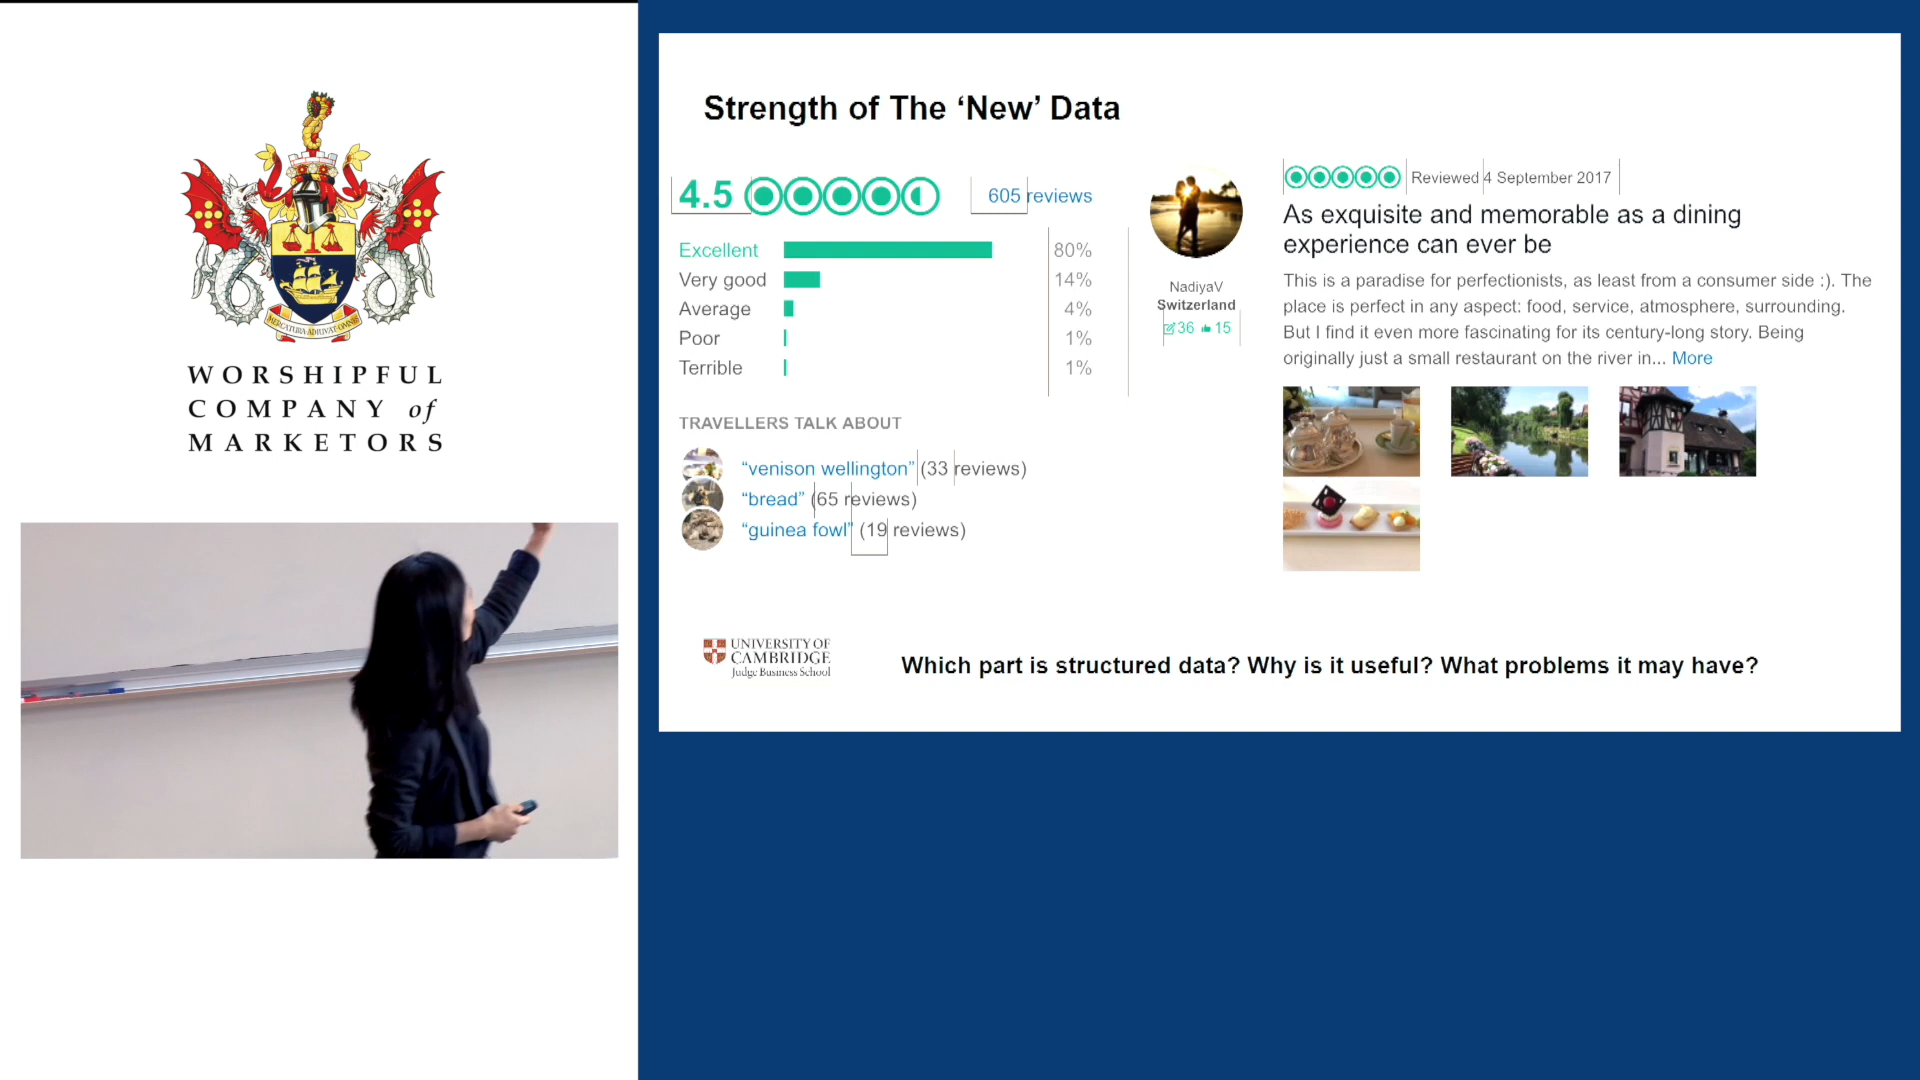 MERCATURA ADIUVAT OMNES
WORSHIPFUL
COMPANY of
MARKETORS
Strength of The ‘New’ Data
4.5
605 reviews
Excellent 80%
Very good 14%
Average 4%
Poor 1%
Terrible 1%
TRAVELLERS TALK ABOUT
“venison wellington” (33 reviews)
“bread” (65 reviews)
“guinea fowl” (19 reviews)
NadiyaV
Switzerland
36 15
Reviewed 4 September 2017
As exquisite and memorable as a dining
experience can ever be
This is a paradise for perfectionists, as least from a consumer side :). The
place is perfect in any aspect: food, service, atmosphere, surrounding.
But I find it even more fascinating for its century-long story. Being
originally just a small restaurant on the river in... More
UNIVERSITY OF
CAMBRIDGE
Judge Business School
Which part is structured data? Why is it useful? What problems it may have?